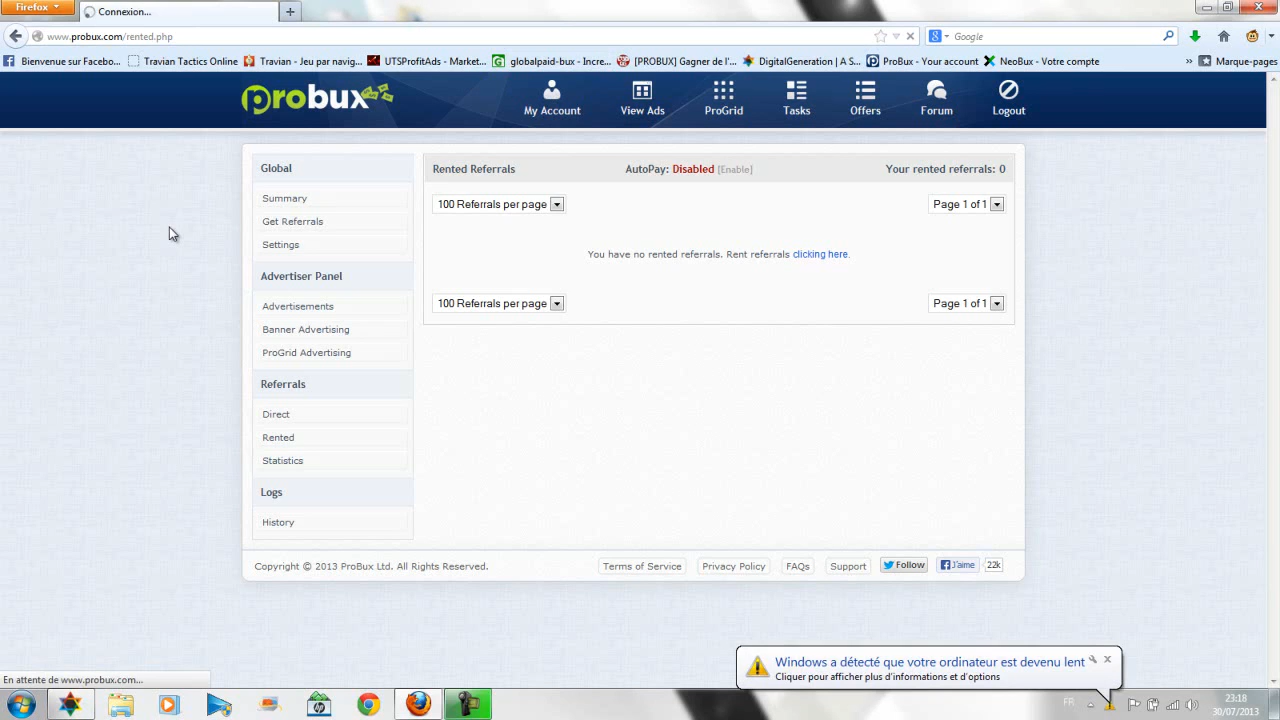 Firefox
Connexion...
www.probux.com/rented.php
Google
Bienvenue sur Facebo...
Travian Tactics Online
Travian - Jeu par navig...
UTSProfitAds - Market...
globalpaid-bux - Incre...
[PROBUX] Gagner de l'...
DigitalGeneration | A S...
ProBux - Your account
NeoBux - Votre compte
»
Marque-pages
probux
My Account
View Ads
ProGrid
Tasks
Offers
Forum
Logout
Global
Summary
Get Referrals
Settings
Advertiser Panel
Advertisements
Banner Advertising
ProGrid Advertising
Referrals
Direct
Rented
Statistics
Logs
History
Rented Referrals
AutoPay: Disabled [Enable]
Your rented referrals: 0
100 Referrals per page
Page 1 of 1
You have no rented referrals. Rent referrals clicking here.
100 Referrals per page
Page 1 of 1
Copyright © 2013 ProBux Ltd. All Rights Reserved.
Terms of Service
Privacy Policy
FAQs
Support
Follow
J'aime
22k
Windows a détecté que votre ordinateur est devenu lent
Cliquer pour afficher plus d'informations et d'options
En attente de www.probux.com...
FR
23:18
30/07/2013